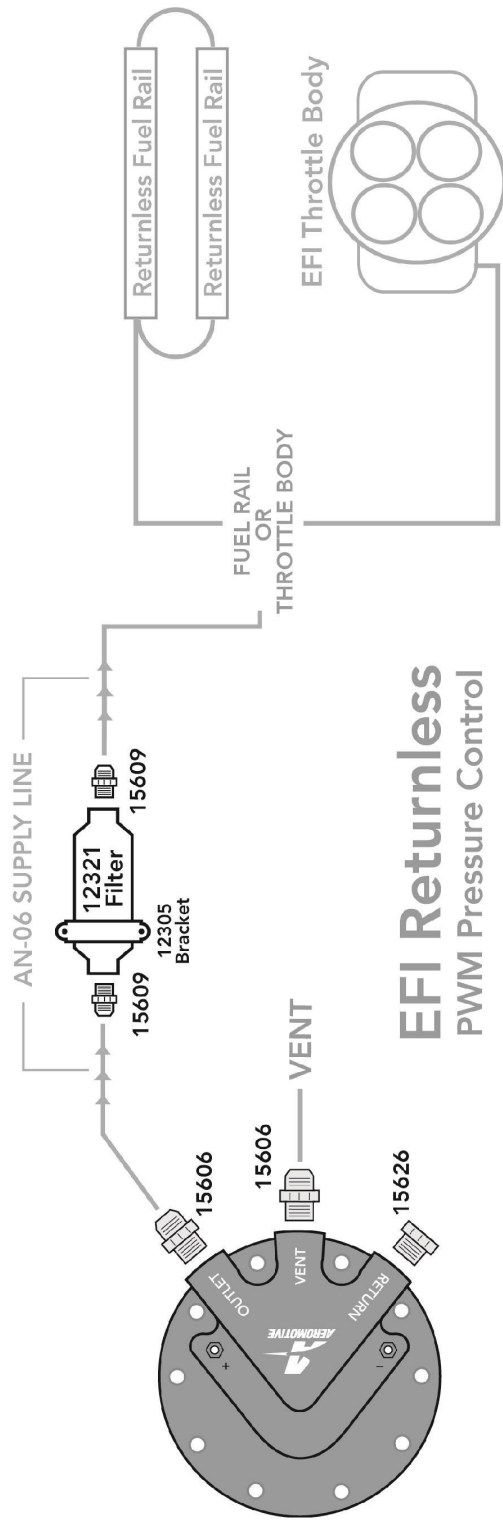 AN-06 SUPPLY LINE
15606
15609
12321
Filter
12305
Bracket
15609
FUEL RAIL
OR
THROTTLE BODY
Returnless Fuel Rail
Returnless Fuel Rail
EFI Throttle Body
OUTLET
VENT
RETURN
AEROMOTIVE
+
−
15606
VENT
15626
EFI Returnless
PWM Pressure Control